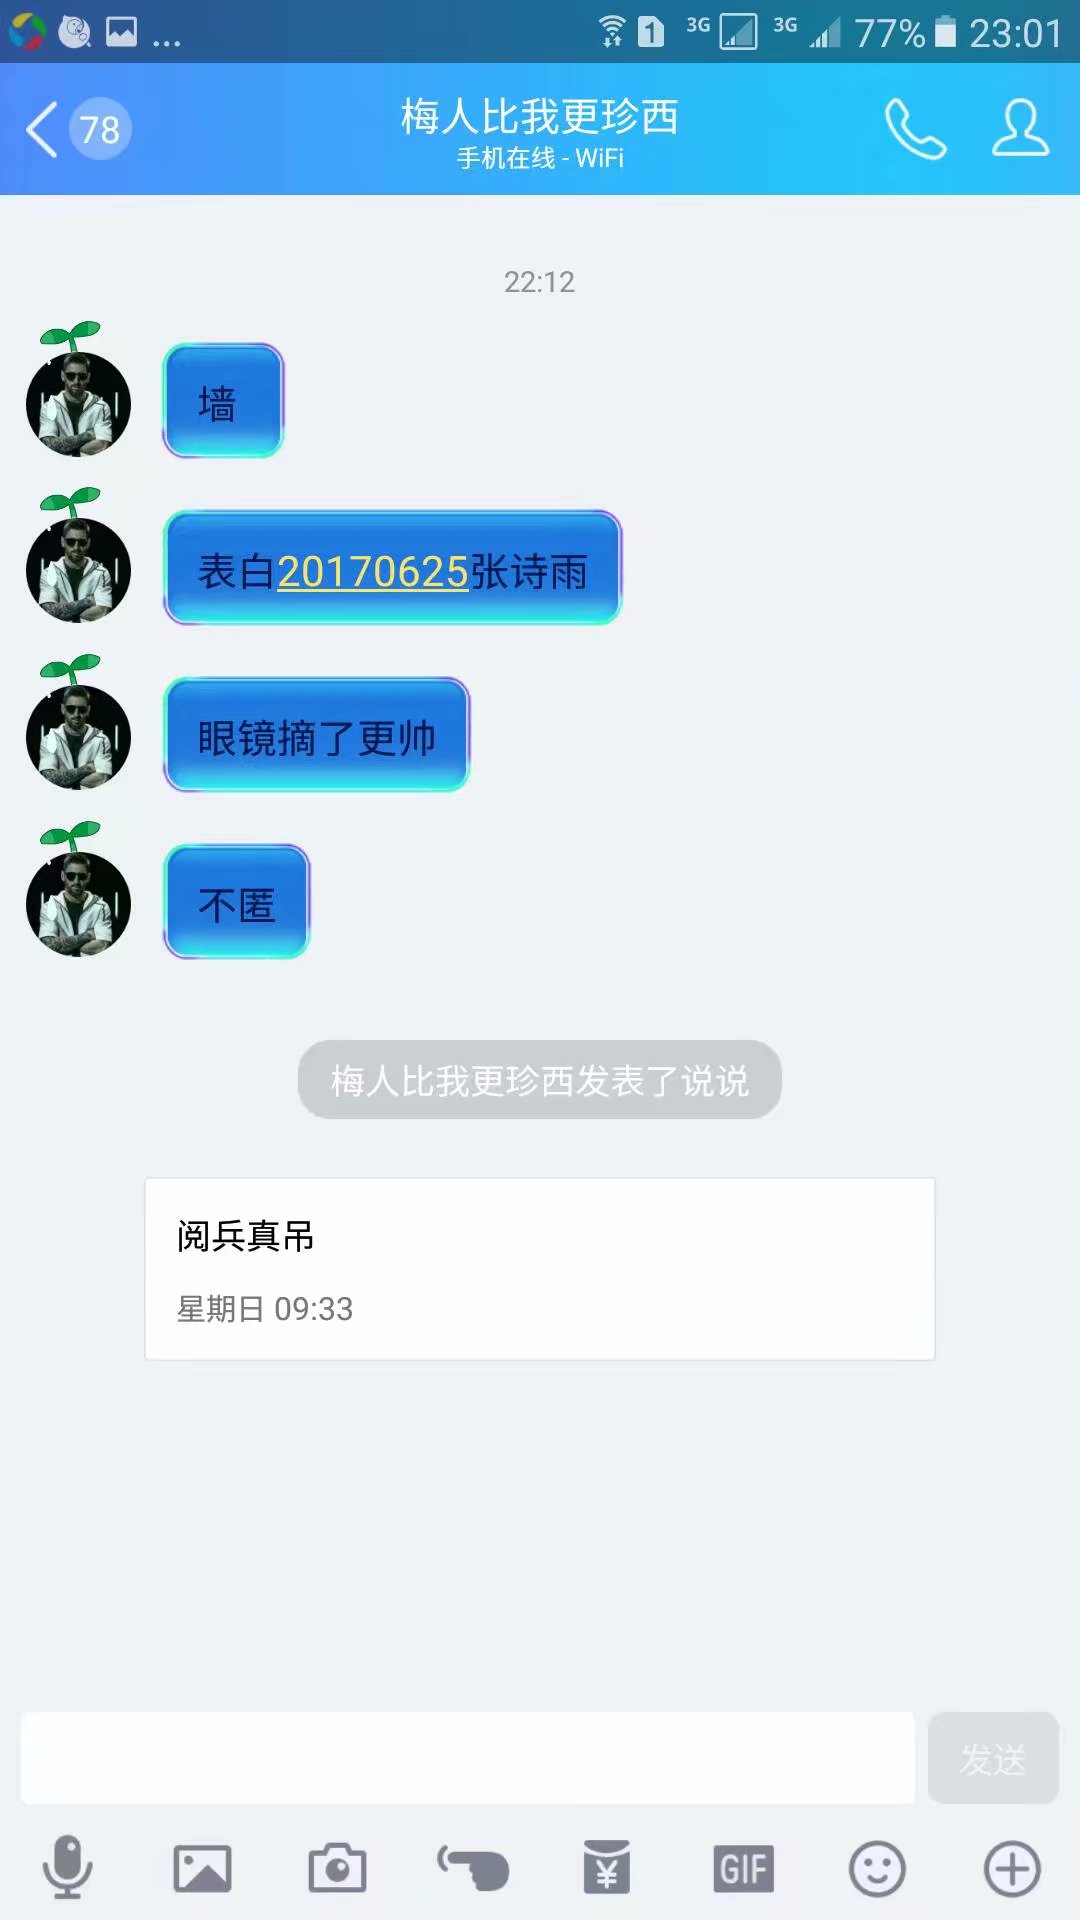 ... 1 3G 3G 77% 23:01
78
梅人比我更珍西
手机在线 - WiFi
22:12
墙
表白20170625张诗雨
眼镜摘了更帅
不匿
梅人比我更珍西发表了说说
阅兵真吊
星期日 09:33
发送
¥ GIF